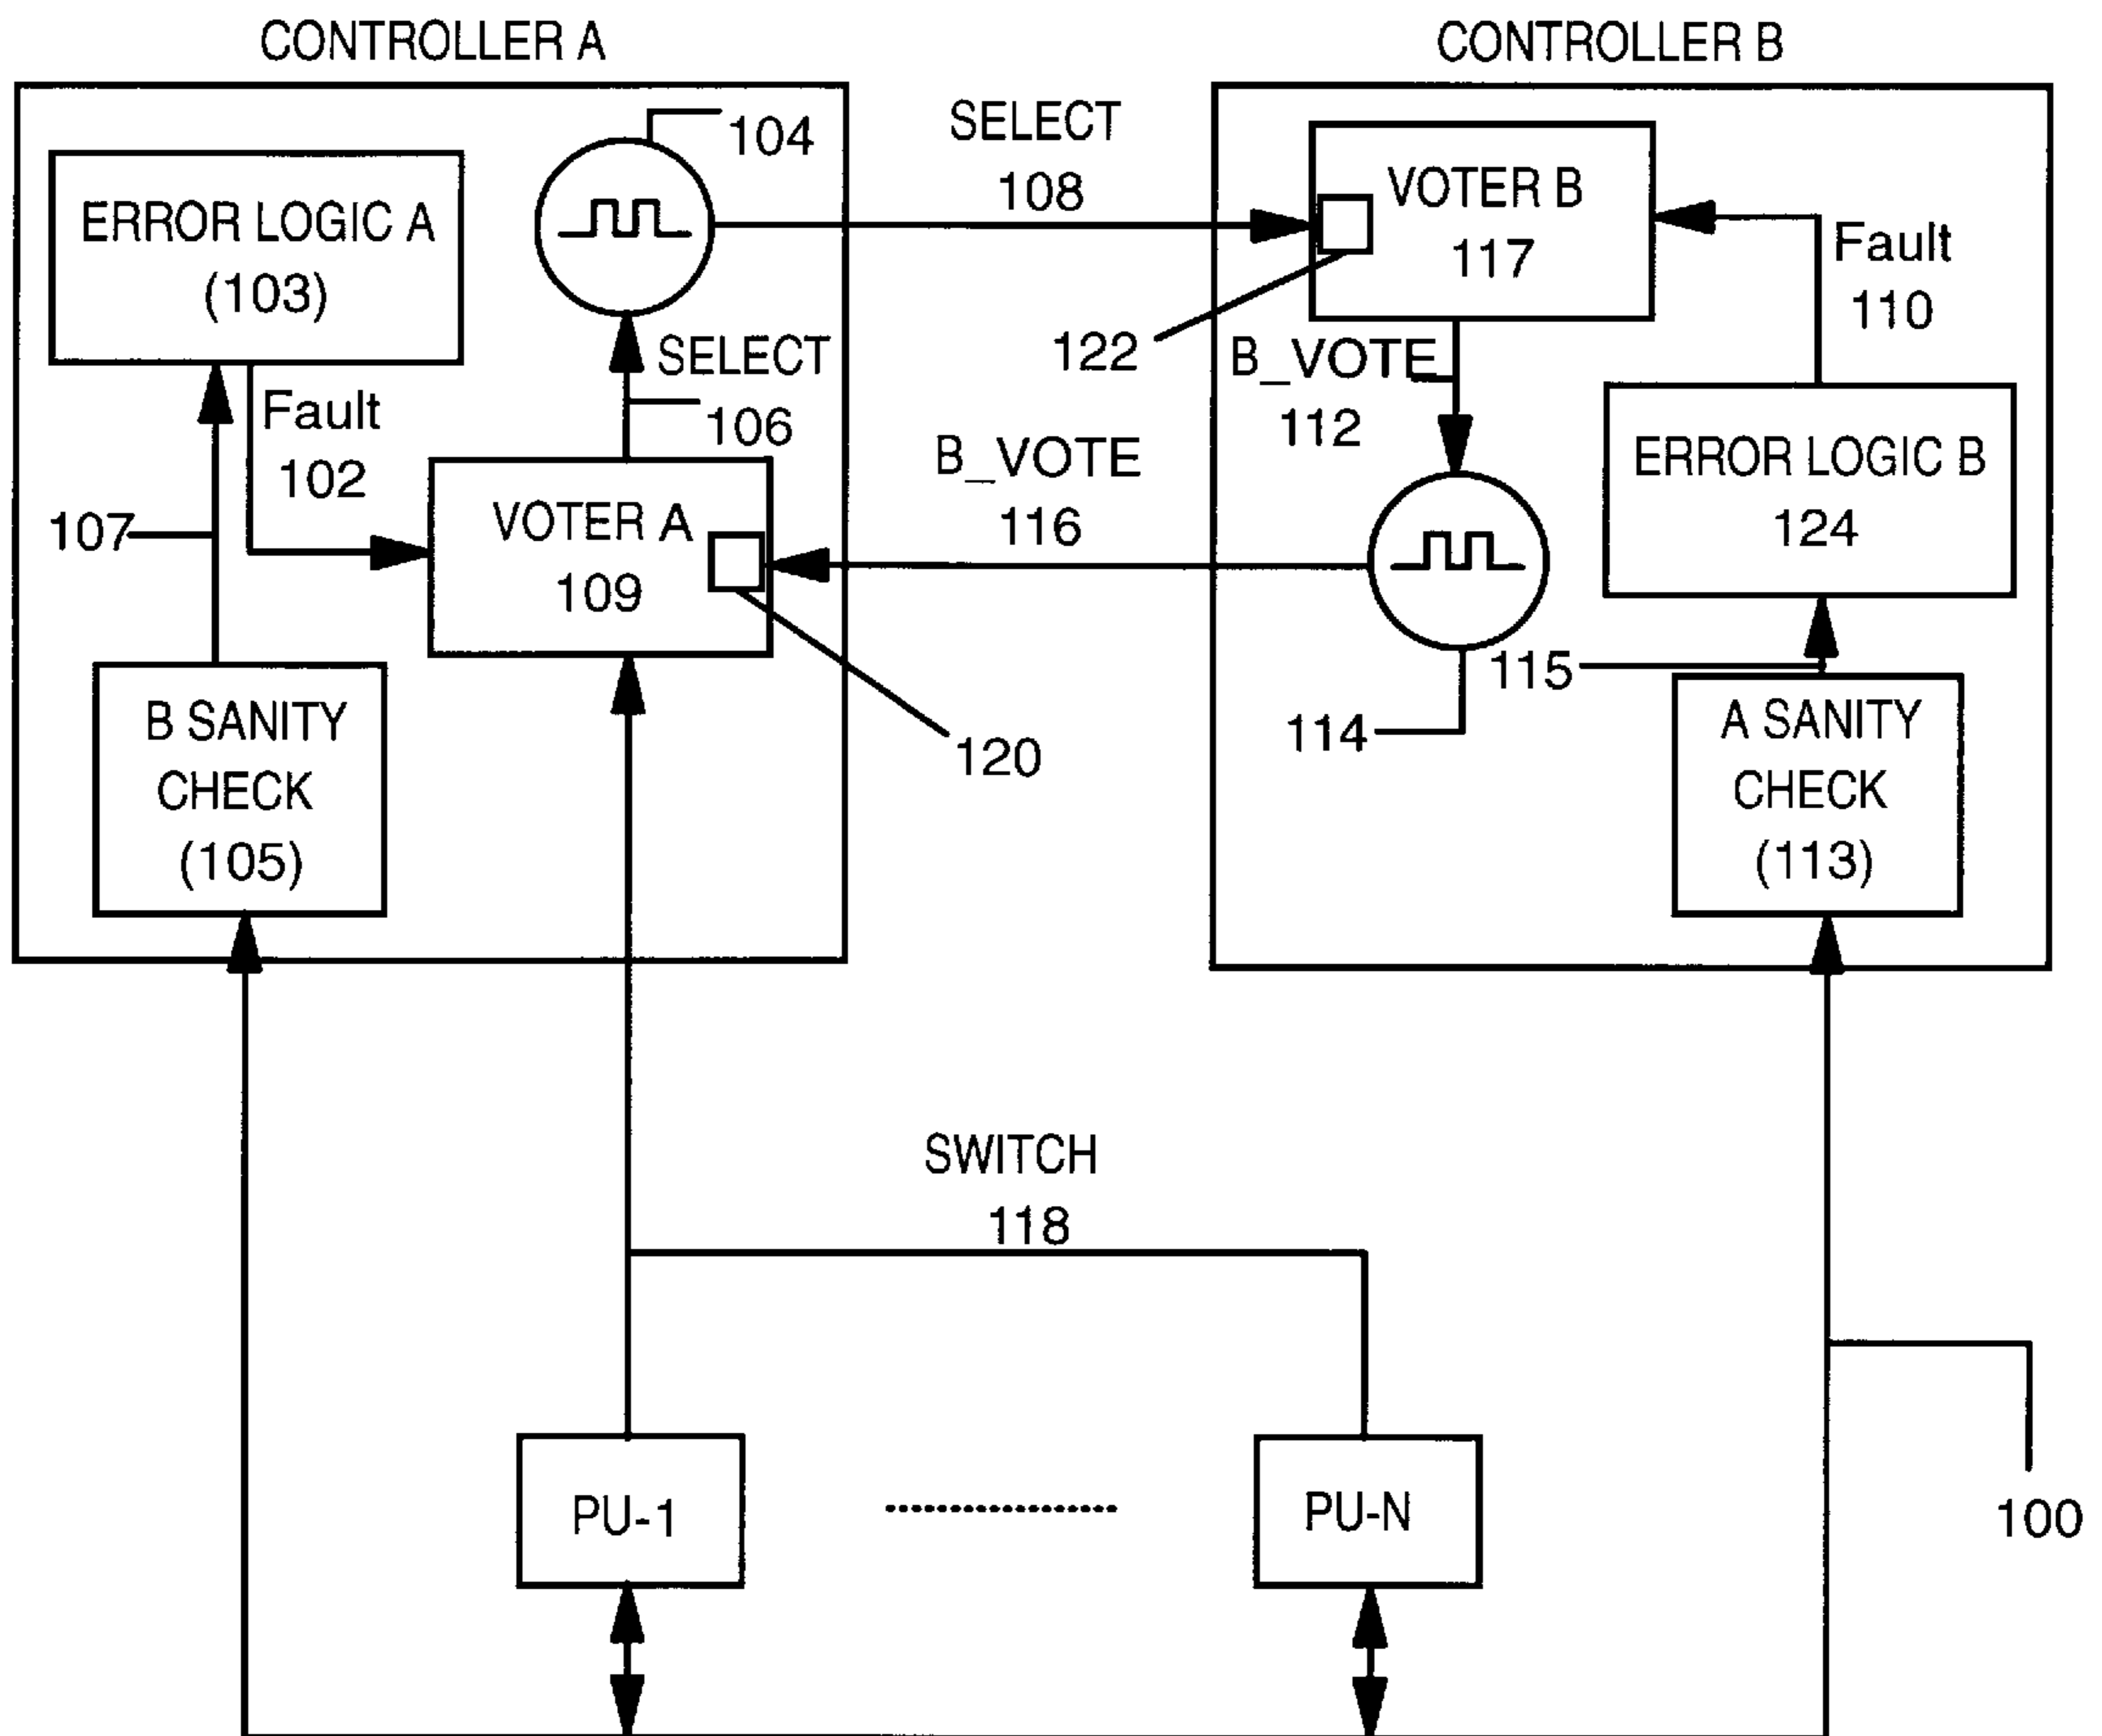 CONTROLLER A
CONTROLLER B
104
ERROR LOGIC A
(103)
SELECT
108
VOTER B
117
Fault
110
122
SELECT
106
Fault
102
B_VOTE
112
B_VOTE
116
ERROR LOGIC B
124
107
VOTER A
109
115
114
120
B SANITY
CHECK
(105)
A SANITY
CHECK
(113)
SWITCH
118
PU-1
PU-N
100